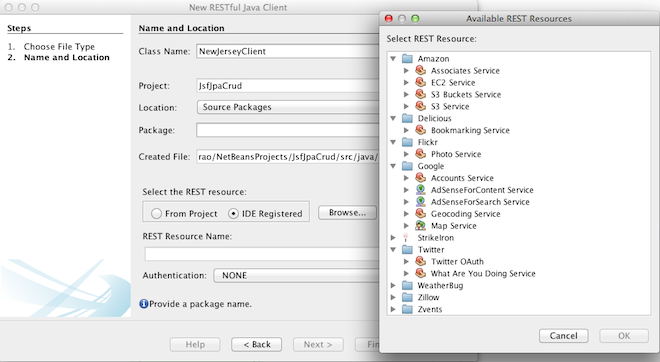 New RESTful Java Client
Steps
1. Choose File Type
2. Name and Location
Name and Location
Class Name: NewJerseyClient
Project: JsfJpaCrud
Location: Source Packages
Package:
Created File: rao/NetBeansProjects/JsfJpaCrud/src/java/
Select the REST resource:
From Project IDE Registered Browse...
REST Resource Name:
Authentication: NONE
Provide a package name.
Help < Back Next > Fin
Available REST Resources
Select REST Resource:
Amazon
Associates Service
EC2 Service
S3 Buckets Service
S3 Service
Delicious
Bookmarking Service
Flickr
Photo Service
Google
Accounts Service
AdSenseForContent Service
AdSenseForSearch Service
Geocoding Service
Map Service
StrikeIron
Twitter
Twitter OAuth
What Are You Doing Service
WeatherBug
Zillow
Zvents
Cancel OK